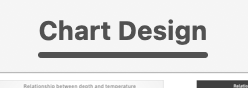 Chart Design
Relationship between depth and temperature